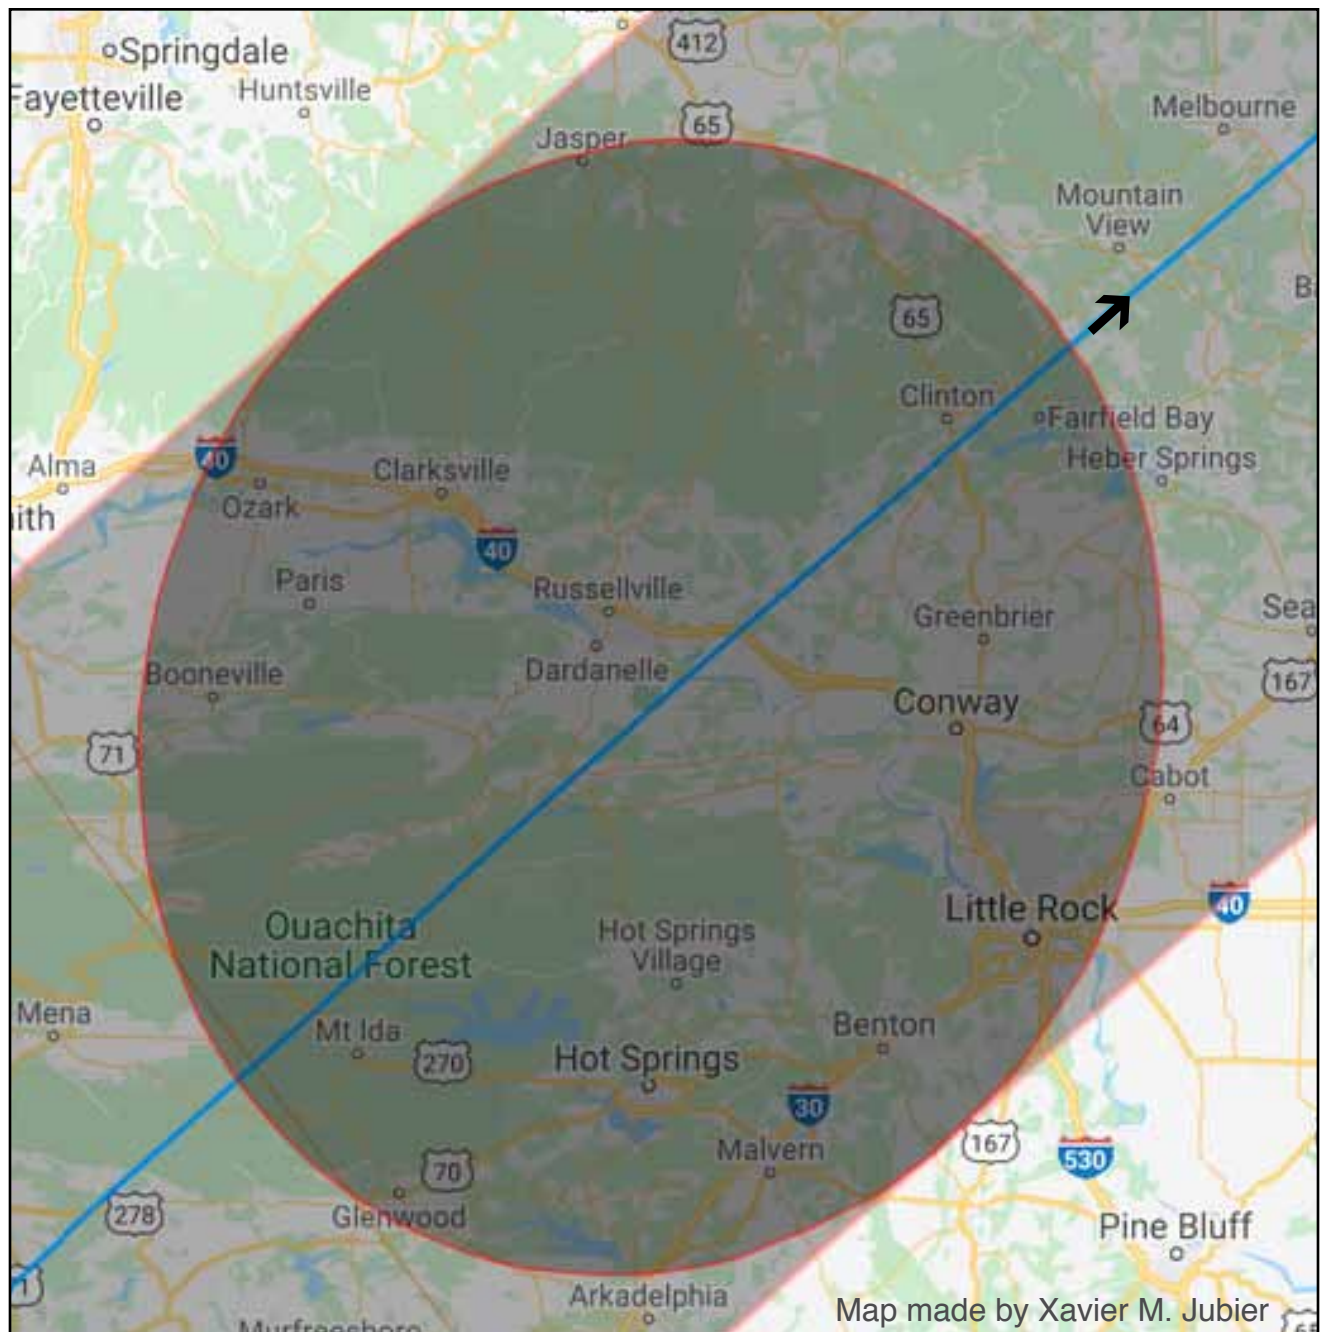 412
Springdale
Fayetteville
Huntsville
65
Jasper
Melbourne
Mountain
View
65
Clinton
Fairfield Bay
Heber Springs
Alma
40
Clarksville
Ozark
40
Paris
Russellville
Greenbrier
Dardanelle
Booneville
167
Conway
64
71
Cabot
Little Rock
40
Ouachita
National Forest
Hot Springs
Village
Mena
Mt Ida
Benton
270
Hot Springs
30
Malvern
167
530
70
278
Glenwood
Pine Bluff
Arkadelphia
Map made by Xavier M. Jubier